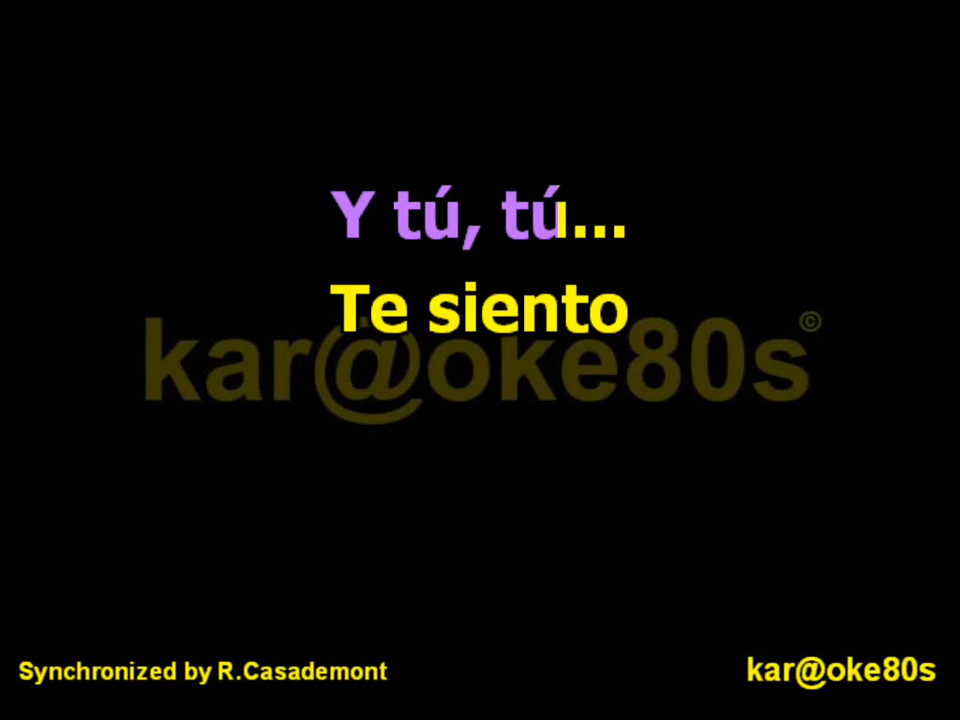 Y tú, tú...
Te siento
kar@oke80s©
Synchronized by R.Casademont
kar@oke80s